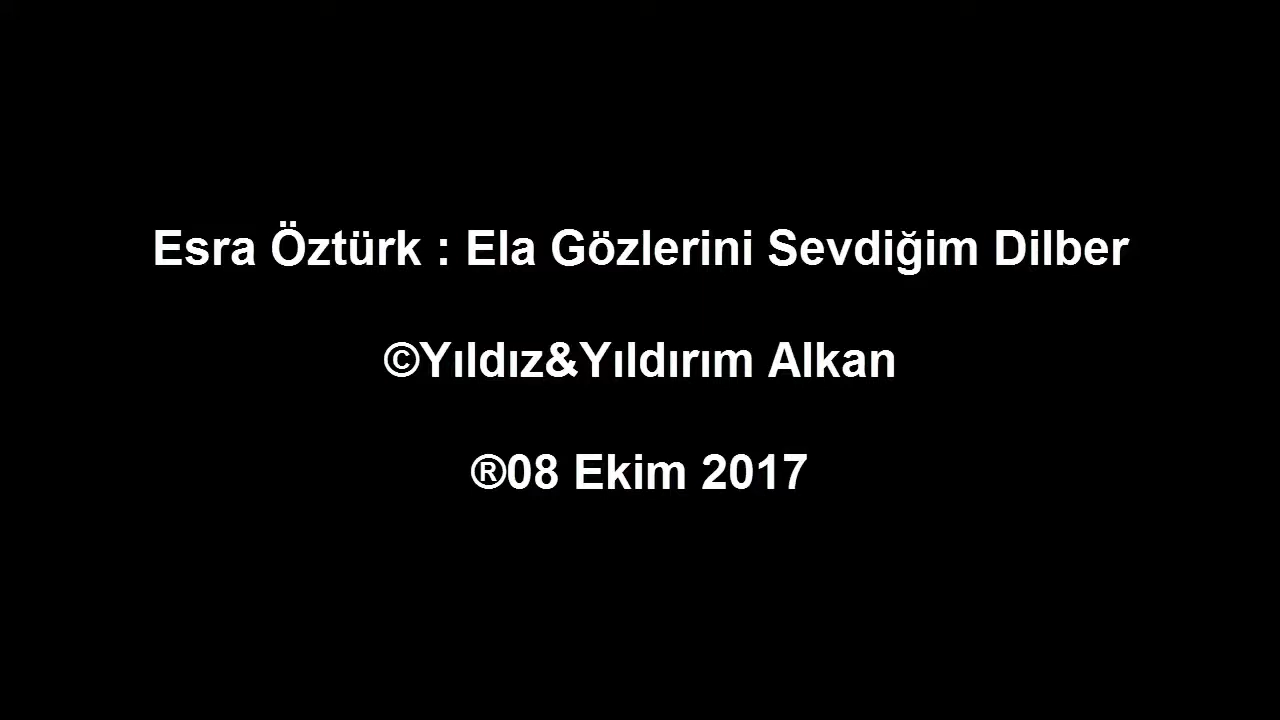 Esra Öztürk : Ela Gözlerini Sevdiğim Dilber
©Yıldız&Yıldırım Alkan
®08 Ekim 2017